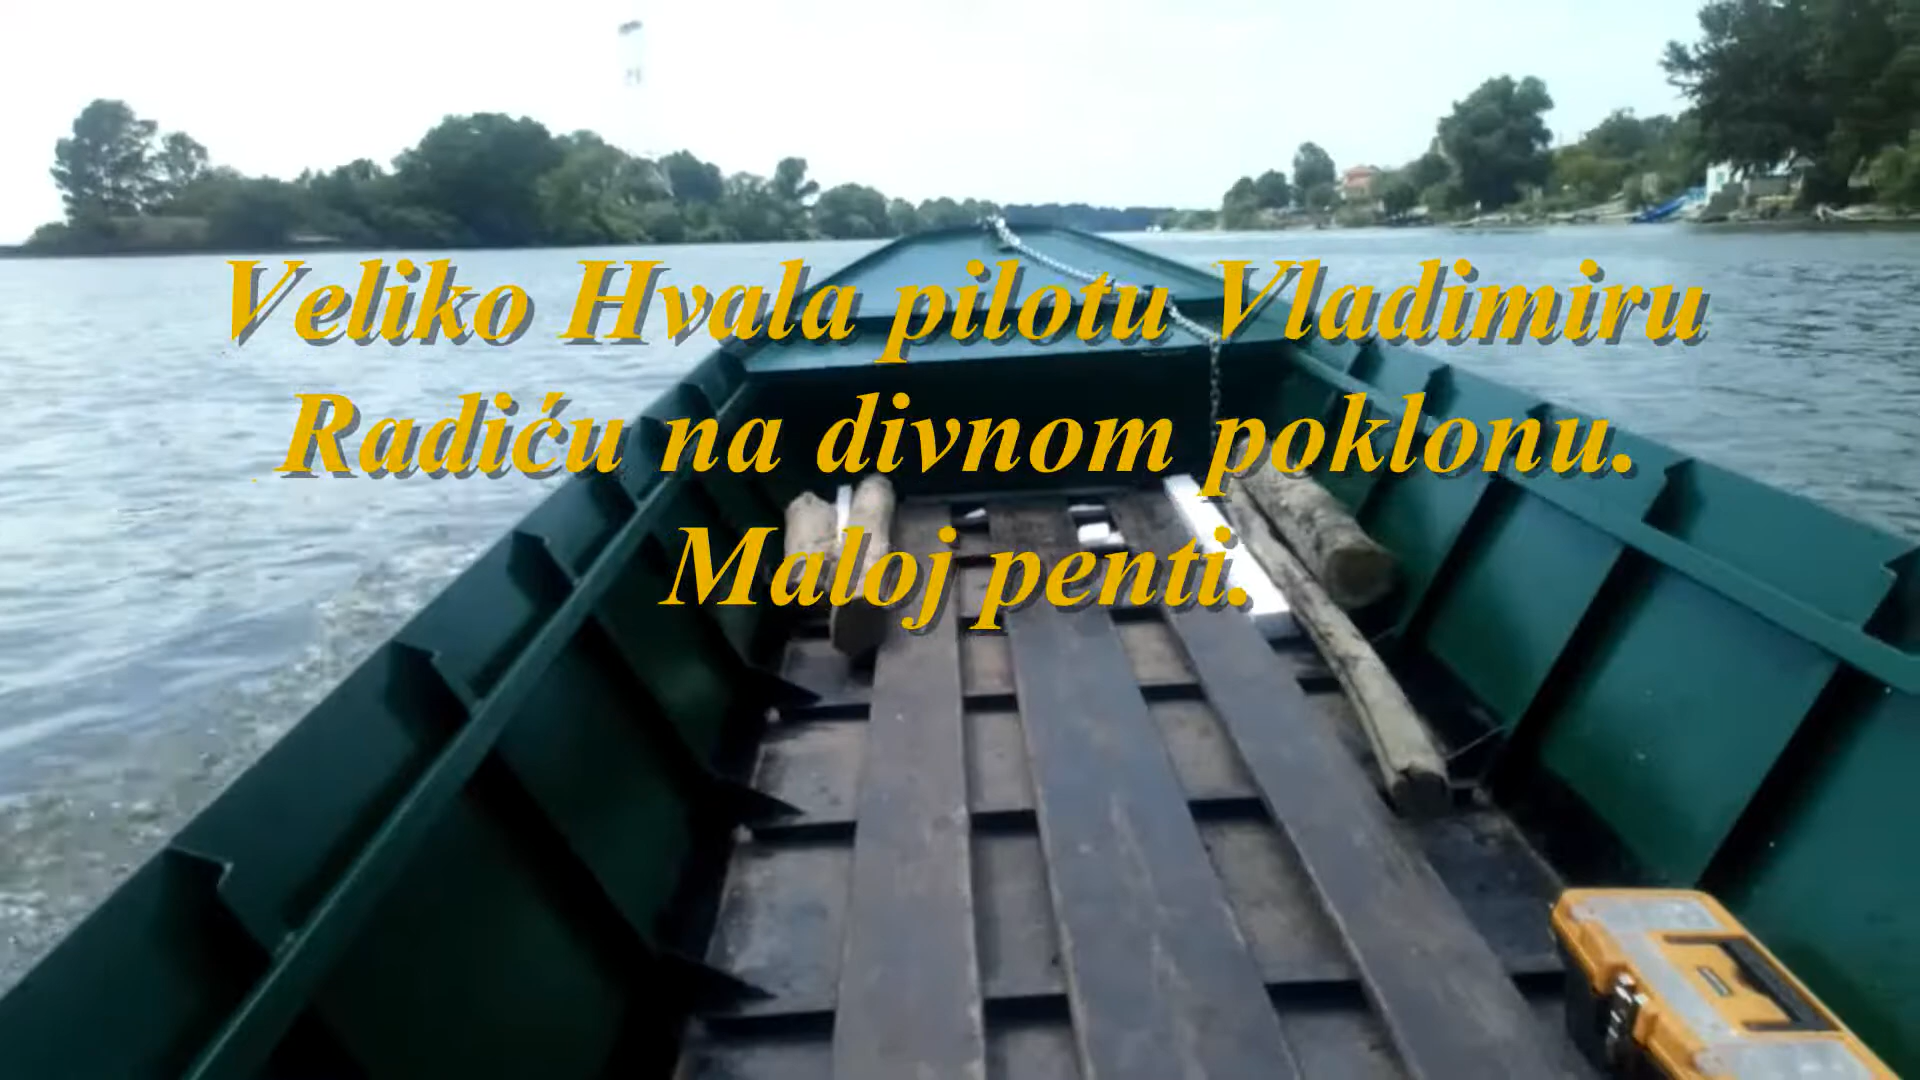 Veliko Hvala pilotu Vladimiru
Radiću na divnom poklonu.
Maloj penti.